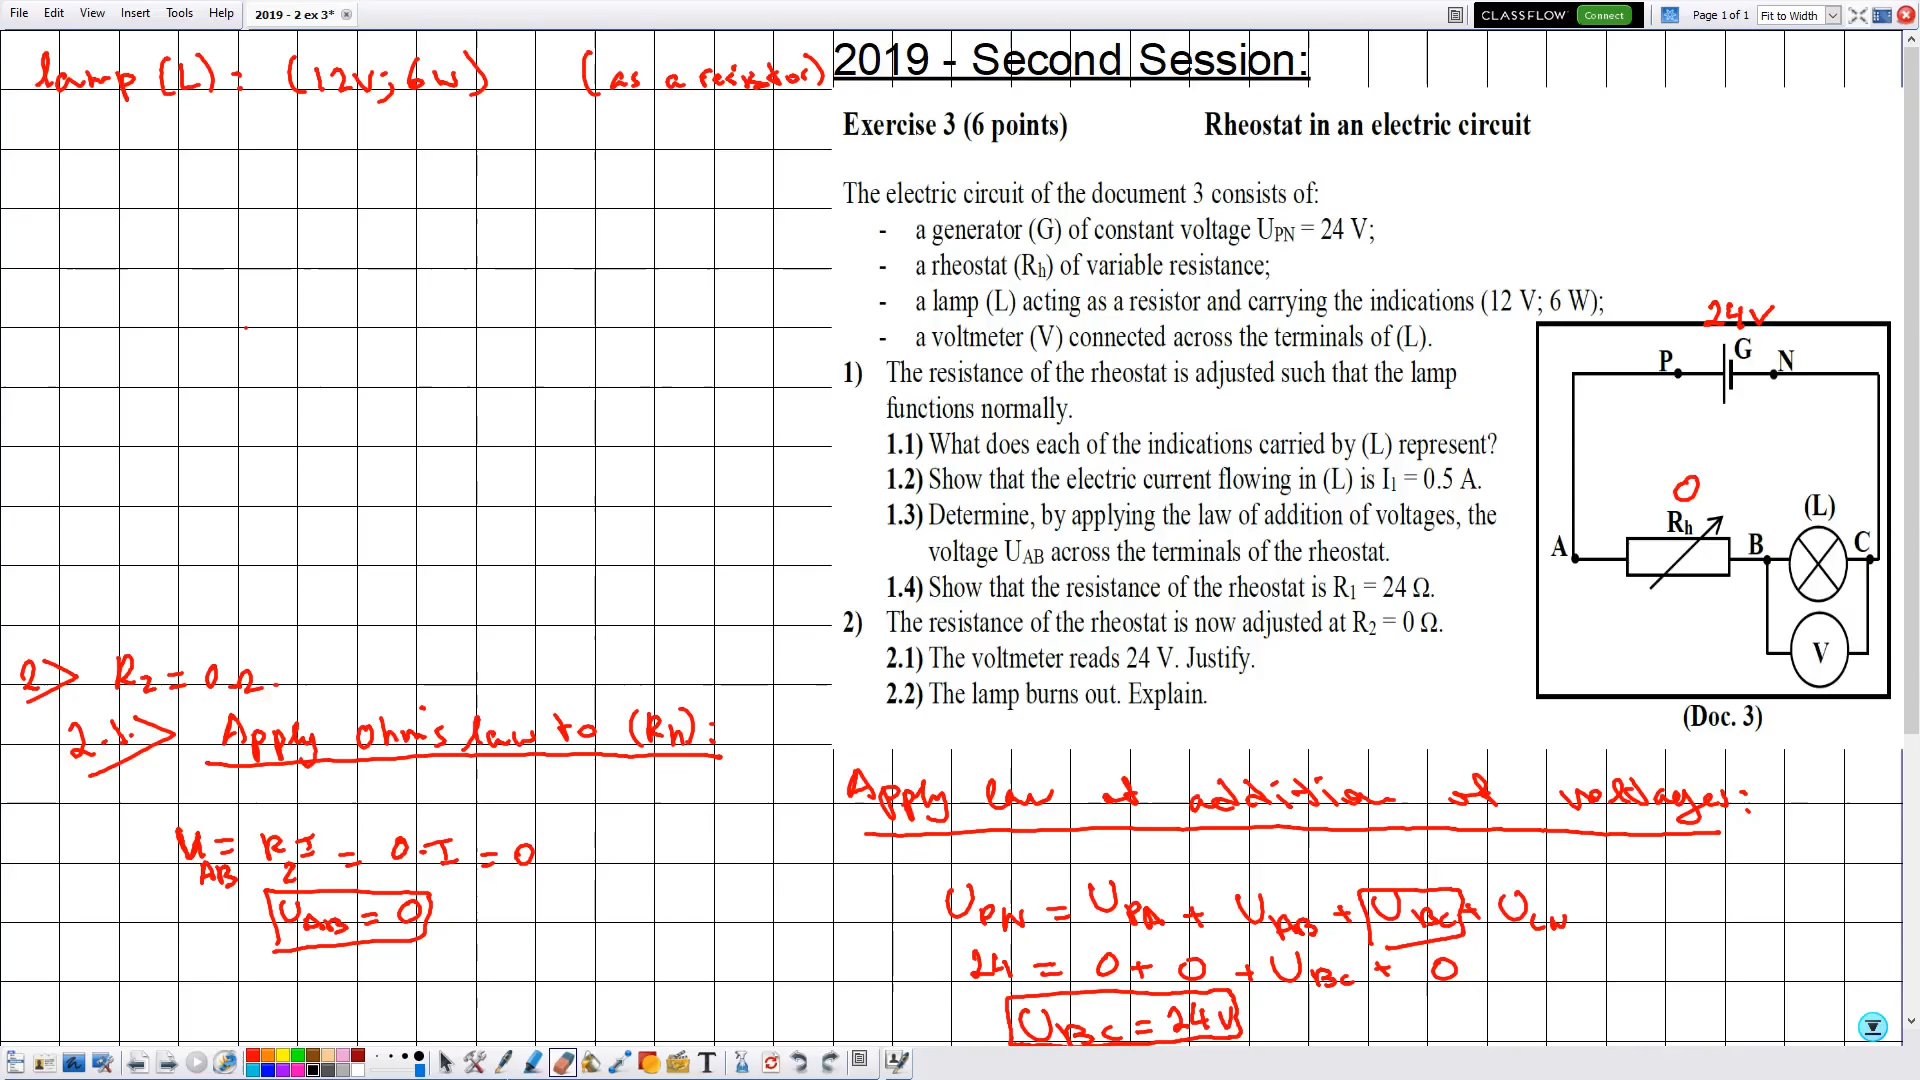 File Edit View Insert Tools Help 2019 - 2 ex 3* CLASSFLOW Connect Page 1 of 1 Fit to Width
lamp (L) : (12V; 6W) (as a resistor)
2019 - Second Session:
Exercise 3 (6 points) Rheostat in an electric circuit
The electric circuit of the document 3 consists of:
- a generator (G) of constant voltage UPN = 24 V;
- a rheostat (Rh) of variable resistance;
- a lamp (L) acting as a resistor and carrying the indications (12 V; 6 W);
- a voltmeter (V) connected across the terminals of (L).
1) The resistance of the rheostat is adjusted such that the lamp
functions normally.
1.1) What does each of the indications carried by (L) represent?
1.2) Show that the electric current flowing in (L) is I1 = 0.5 A.
1.3) Determine, by applying the law of addition of voltages, the
voltage UAB across the terminals of the rheostat.
1.4) Show that the resistance of the rheostat is R1 = 24 Ω.
2) The resistance of the rheostat is now adjusted at R2 = 0 Ω.
2.1) The voltmeter reads 24 V. Justify.
2.2) The lamp burns out. Explain.
24V
P G N
0
Rh (L)
A B C
V
(Doc. 3)
2> R2 = 0Ω.
2.1.> Apply ohm's law to (Rh):
UAB = R2 I = 0.I = 0
UAB = 0
Apply law of addition of voltages:
UPN = UPA + UAB + UBC + UCN
24 = 0 + 0 + UBC + 0
UBC = 24V